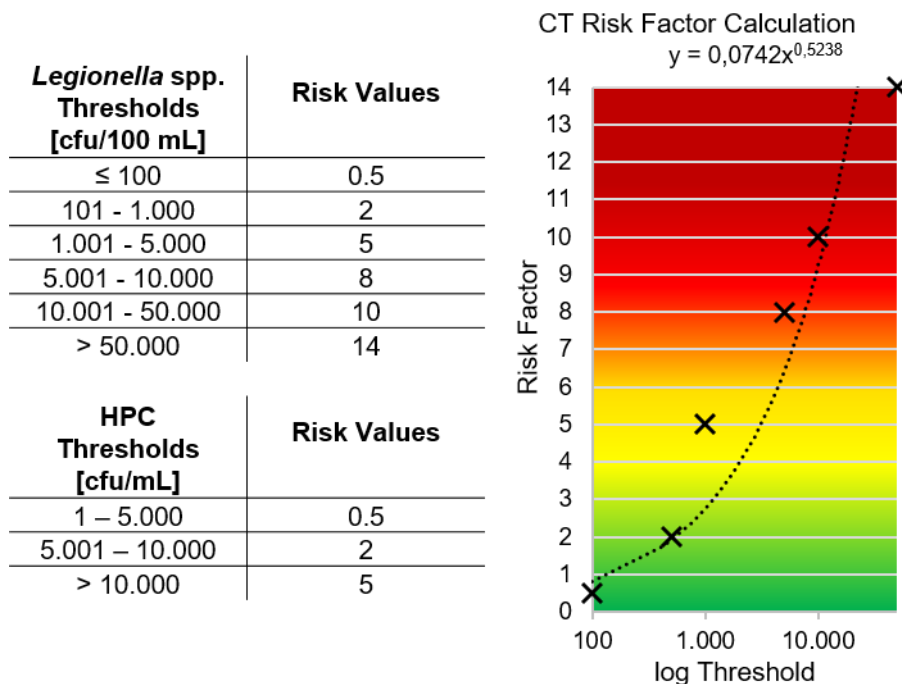 Legionella spp.
Thresholds
[cfu/100 mL]
Risk Values
≤ 100 0.5
101 - 1.000 2
1.001 - 5.000 5
5.001 - 10.000 8
10.001 - 50.000 10
> 50.000 14
HPC
Thresholds
[cfu/mL]
Risk Values
1 – 5.000 0.5
5.001 – 10.000 2
> 10.000 5
CT Risk Factor Calculation
y = 0,0742x^0,5238
Risk Factor
14
13
12
11
10
9
8
7
6
5
4
3
2
1
0
100 1.000 10.000
log Threshold